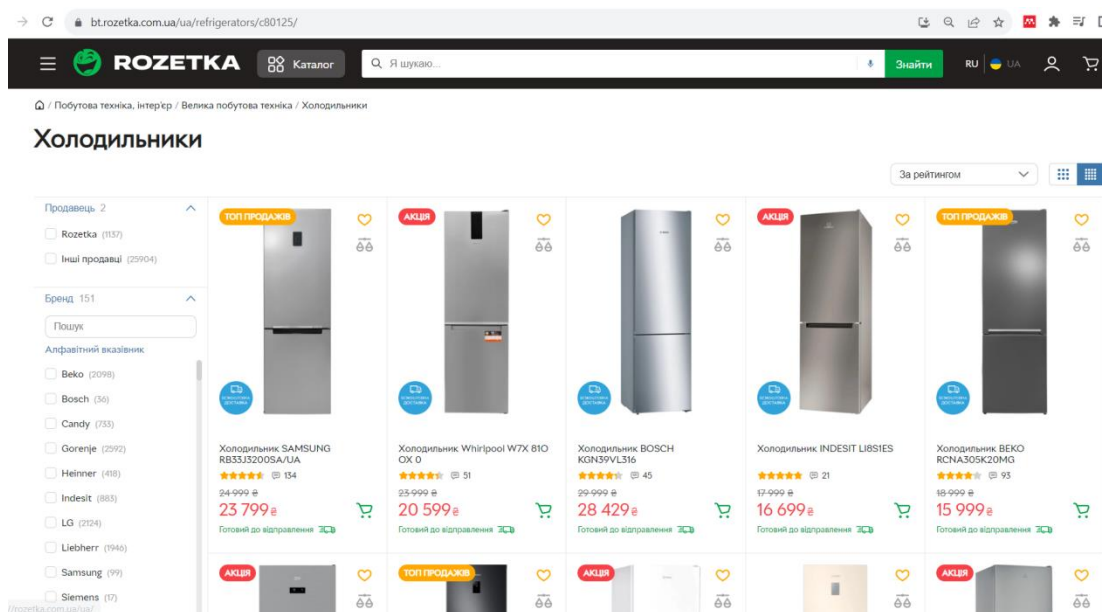 bt.rozetka.com.ua/ua/refrigerators/c80125/
ROZETKA
Каталог
Я шукаю...
Знайти
RU
UA
/ Побутова техніка, інтер'єр / Велика побутова техніка / Холодильники
Холодильники
За рейтингом
Продавець 2
Rozetka (1137)
Інші продавці (25904)
Бренд 151
Пошук
Алфавітний вказівник
Beko (2098)
Bosch (36)
Candy (733)
Gorenje (2592)
Heinner (418)
Indesit (883)
LG (2124)
Liebherr (1946)
Samsung (99)
Siemens (17)
ТОП ПРОДАЖІВ
Холодильник SAMSUNG
RB33J3200SA/UA
134
24 999 ₴
23 799 ₴
Готовий до відправлення
АКЦІЯ
Холодильник Whirlpool W7X 81O
OX 0
51
23 999 ₴
20 599 ₴
Готовий до відправлення
Холодильник BOSCH
KGN39VL316
45
29 999 ₴
28 429 ₴
Готовий до відправлення
АКЦІЯ
Холодильник INDESIT LI8S1ES
21
17 999 ₴
16 699 ₴
Готовий до відправлення
ТОП ПРОДАЖІВ
Холодильник BEKO
RCNA305K20MG
93
18 999 ₴
15 999 ₴
Готовий до відправлення
АКЦІЯ
ТОП ПРОДАЖІВ
АКЦІЯ
АКЦІЯ